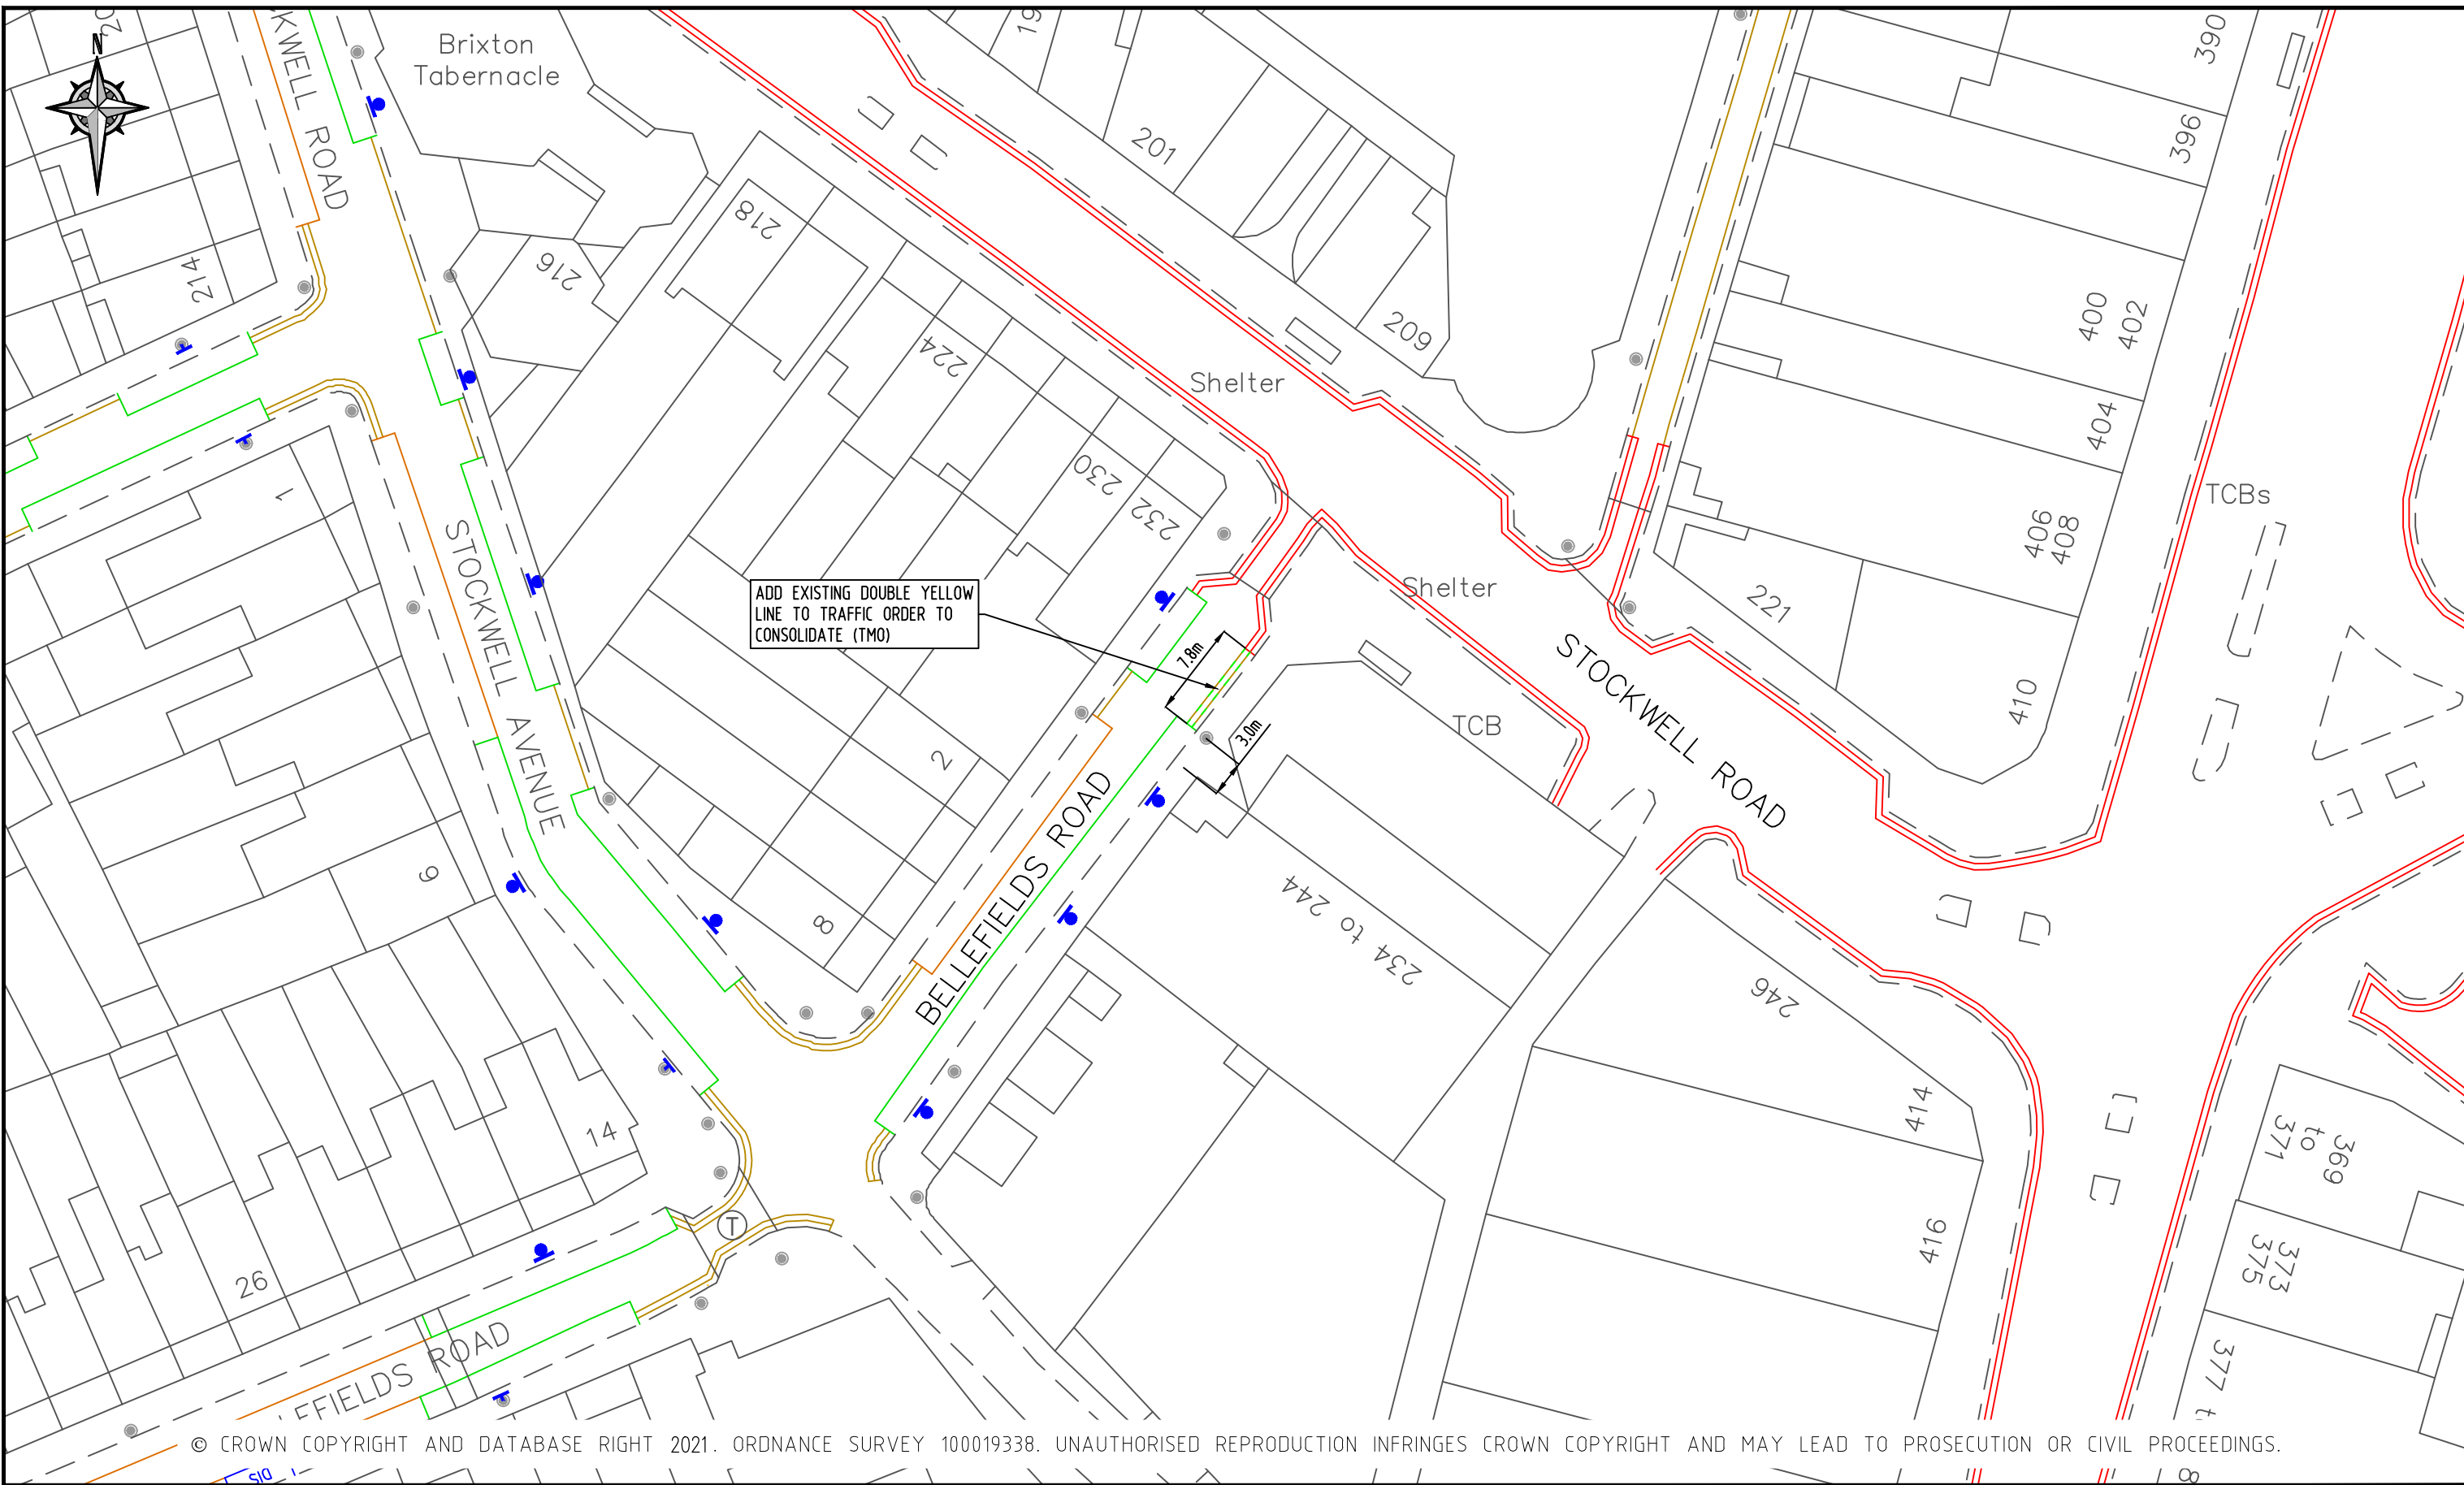 N
KWELL ROAD
Brixton
Tabernacle
201
209
390
396
400
402
404
406
408
410
214
216
218
224
230
232
Shelter
Shelter
TCBs
TCB
221
1
STOCKWELL AVENUE
ADD EXISTING DOUBLE YELLOW
LINE TO TRAFFIC ORDER TO
CONSOLIDATE (TMO)
7.8m
3.0m
STOCKWELL ROAD
2
8
BELLEFIELDS ROAD
234 to 244
246
414
416
369
to
371
373
375
377 t
9
14
26
T
EFIELDS ROAD
DIS
© CROWN COPYRIGHT AND DATABASE RIGHT 2021. ORDNANCE SURVEY 100019338. UNAUTHORISED REPRODUCTION INFRINGES CROWN COPYRIGHT AND MAY LEAD TO PROSECUTION OR CIVIL PROCEEDINGS.